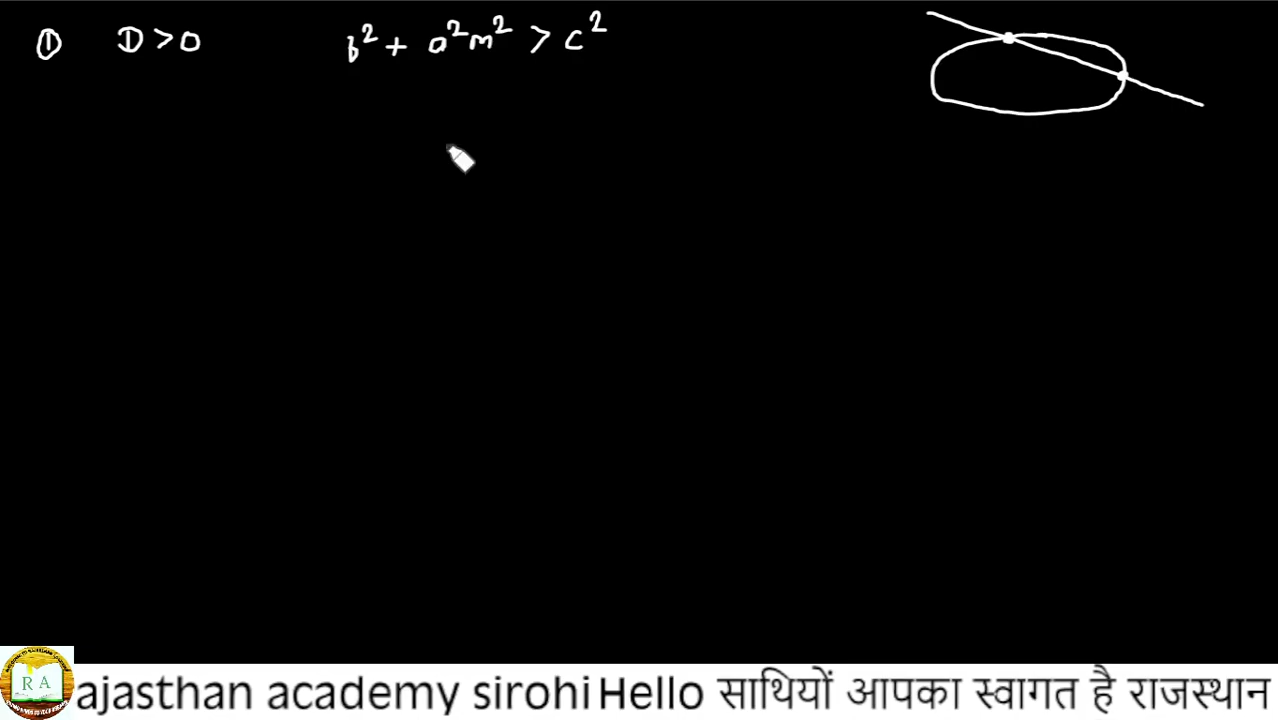 ① D > 0 b² + a²m² > c²
RA
ajasthan academy sirohi Hello साथियों आपका स्वागत है राजस्थान